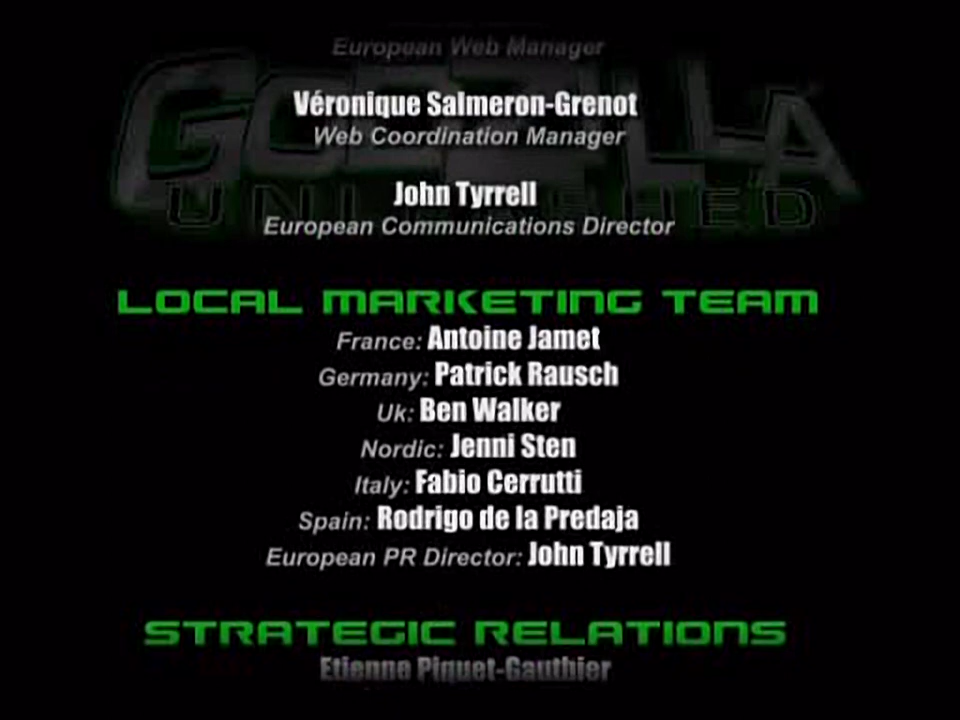 European Web Manager
GODZILLA
UNLEASHED
Véronique Salmeron-Grenot
Web Coordination Manager
John Tyrrell
European Communications Director
LOCAL MARKETING TEAM
France: Antoine Jamet
Germany: Patrick Rausch
Uk: Ben Walker
Nordic: Jenni Sten
Italy: Fabio Cerrutti
Spain: Rodrigo de la Predaja
European PR Director: John Tyrrell
STRATEGIC RELATIONS
Etienne Piquet-Gauthier